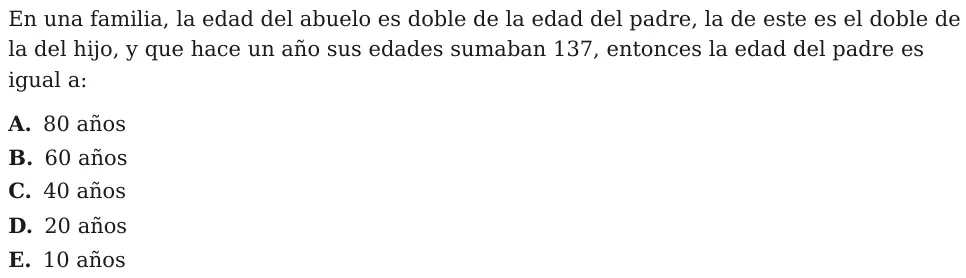 En una familia, la edad del abuelo es doble de la edad del padre, la de este es el doble de
la del hijo, y que hace un año sus edades sumaban 137, entonces la edad del padre es
igual a:
A. 80 años
B. 60 años
C. 40 años
D. 20 años
E. 10 años